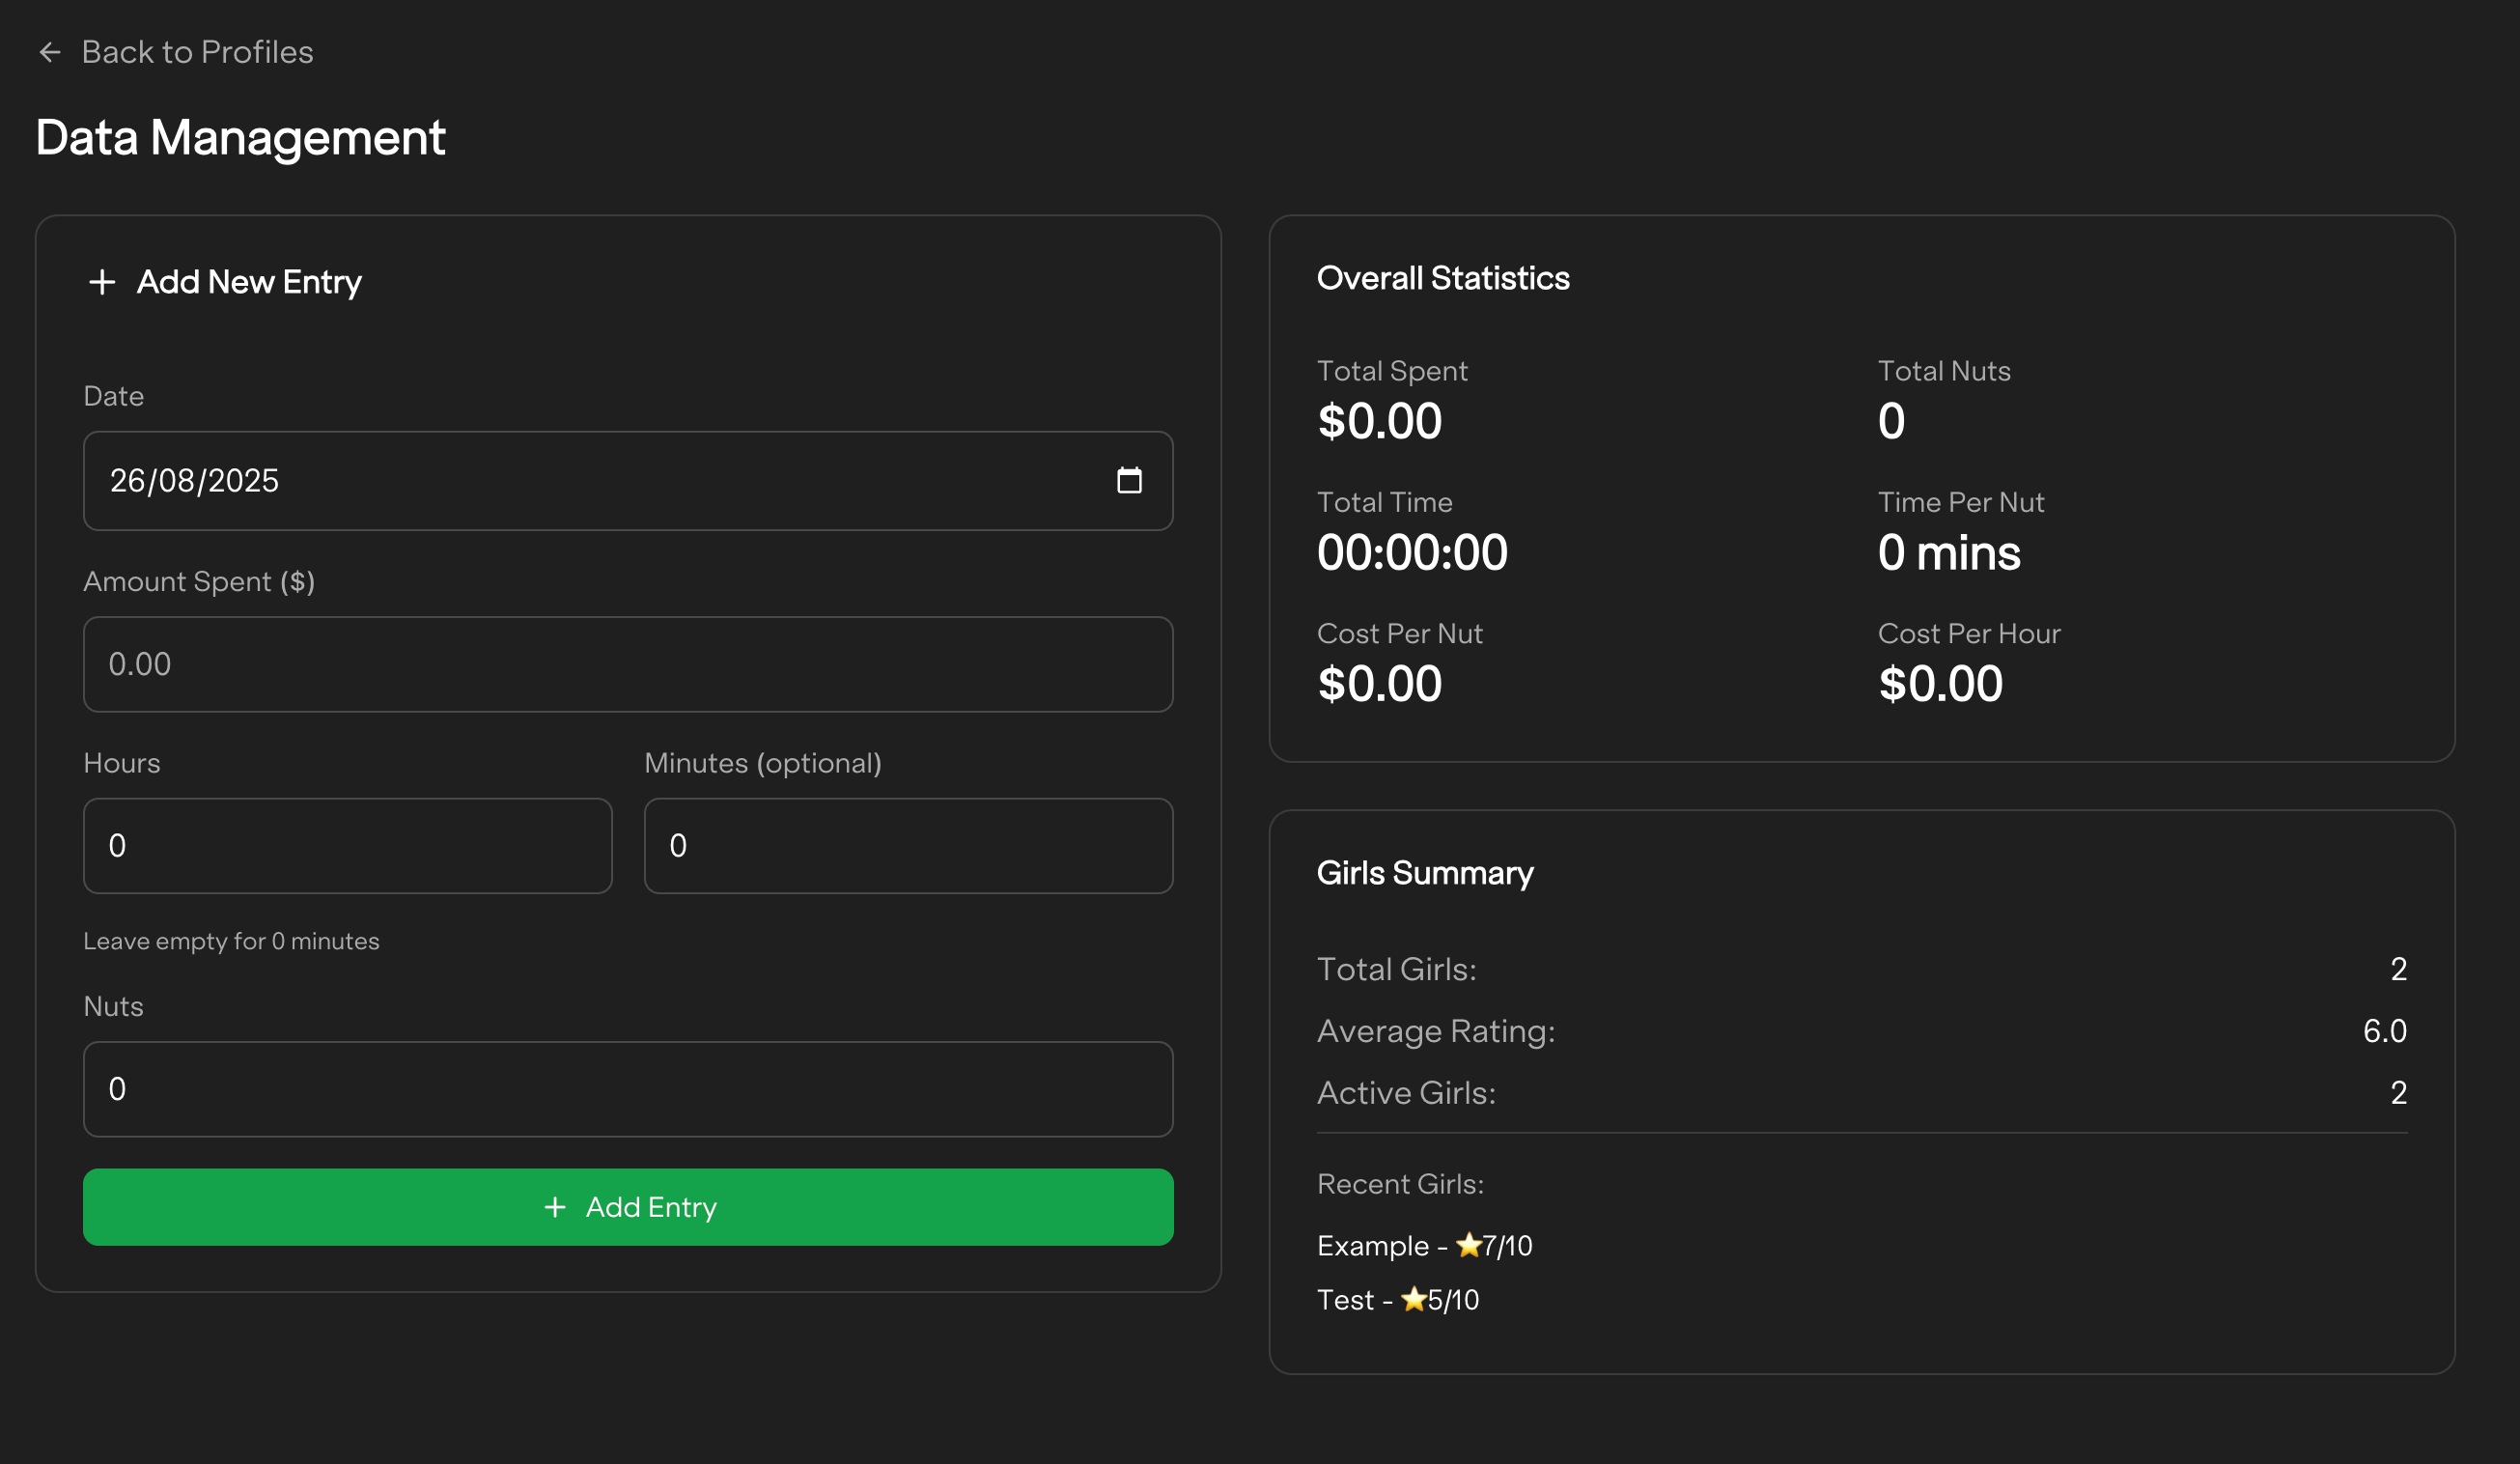 Back to Profiles
Data Management
Add New Entry
Date
26/08/2025
Amount Spent ($)
0.00
Hours
Minutes (optional)
0
0
Leave empty for 0 minutes
Nuts
0
Add Entry
Overall Statistics
Total Spent
$0.00
Total Nuts
0
Total Time
00:00:00
Time Per Nut
0 mins
Cost Per Nut
$0.00
Cost Per Hour
$0.00
Girls Summary
Total Girls: 2
Average Rating: 6.0
Active Girls: 2
Recent Girls:
Example - ⭐7/10
Test - ⭐5/10